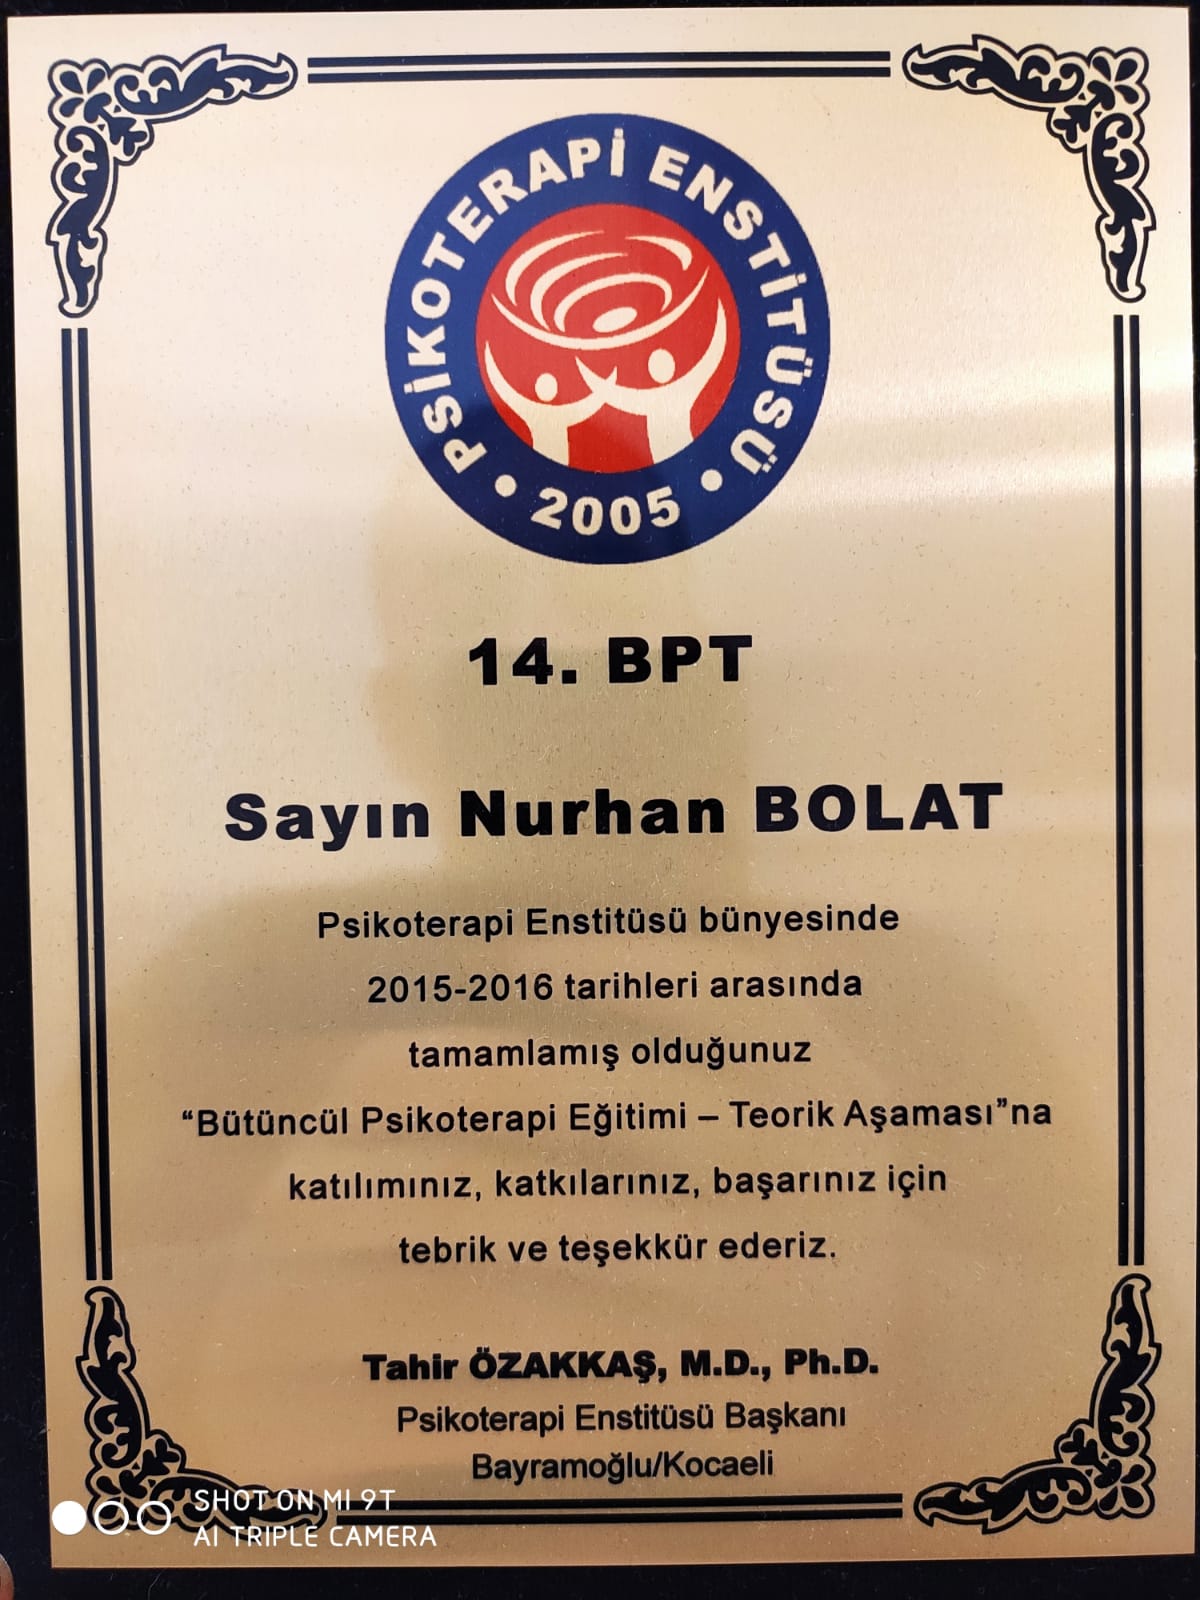 PSİKOTERAPİ ENSTİTÜSÜ
• 2005 •
14. BPT
Sayın Nurhan BOLAT
Psikoterapi Enstitüsü bünyesinde
2015-2016 tarihleri arasında
tamamlamış olduğunuz
“Bütüncül Psikoterapi Eğitimi – Teorik Aşaması”na
katılımınız, katkılarınız, başarınız için
tebrik ve teşekkür ederiz.
Tahir ÖZAKKAŞ, M.D., Ph.D.
Psikoterapi Enstitüsü Başkanı
Bayramoğlu/Kocaeli
SHOT ON MI 9T
AI TRIPLE CAMERA